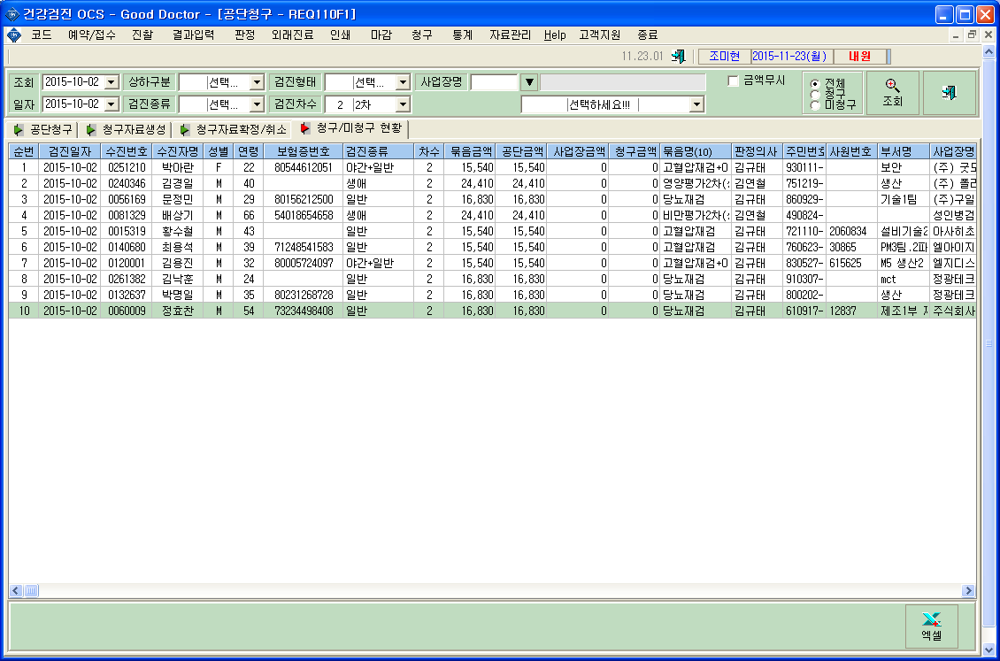 건강검진 OCS - Good Doctor - [공단청구 - REQ110F1]
코드 예약/접수 진찰 결과입력 판정 외래진료 인쇄 마감 청구 통계 자료관리 Help 고객지원 종료
11.23.01 조미현 2015-11-23(월) 내원
조회 2015-10-02 상하구분 선택... 검진형태 선택... 사업장명 ▼ 금액무시 전체 청구 미청구 조회
일자 2015-10-02 검진종류 선택... 검진차수 2 2차 선택하세요!!!
공단청구 청구자료생성 청구자료확정/취소 청구/미청구 현황
순번 검진일자 수진번호 수진자명 성별 연령 보험증번호 검진종류 차수 묶음금액 공단금액 사업장금액 청구금액 묶음명(10) 판정의사 주민번호 사원번호 부서명 사업장명
1 2015-10-02 0251210 박아란 F 22 80544612051 야간+일반 2 15,540 15,540 0 0 고혈압재검+0 김규태 930111- 보안 (주) 굿모
2 2015-10-02 0240346 김경일 M 40 생애 2 24,410 24,410 0 0 영양평가2차( 김연철 751219- 생산 (주) 폴리
3 2015-10-02 0056169 문정민 M 29 80156212500 일반 2 16,830 16,830 0 0 당뇨재검 김규태 860929- 기술1팀 (주)구일
4 2015-10-02 0081329 배상기 M 66 54018654658 생애 2 24,410 24,410 0 0 비만평가2차( 김연철 490824- 성인병검
5 2015-10-02 0015319 황수철 M 43 일반 2 15,540 15,540 0 0 고혈압재검 김규태 721110- 2060834 설비기술2 아사히초
6 2015-10-02 0140680 최용석 M 39 71248541583 일반 2 15,540 15,540 0 0 고혈압재검 김규태 760623- 30865 PM3팀.2파 엘아이지
7 2015-10-02 0120001 김용진 M 32 80005724097 야간+일반 2 15,540 15,540 0 0 고혈압재검+0 김규태 830527- 615625 M5 생산2 엘지디스
8 2015-10-02 0261382 김낙훈 M 24 일반 2 16,830 16,830 0 0 당뇨재검 김규태 910307- mct 정광테크
9 2015-10-02 0132637 박명일 M 35 80231268728 일반 2 16,830 16,830 0 0 당뇨재검 김규태 800202- 생산 정광테크
10 2015-10-02 0060009 정효찬 M 54 73234498408 일반 2 16,830 16,830 0 0 당뇨재검 김규태 610917- 12837 제조1부 주식회사
엑셀